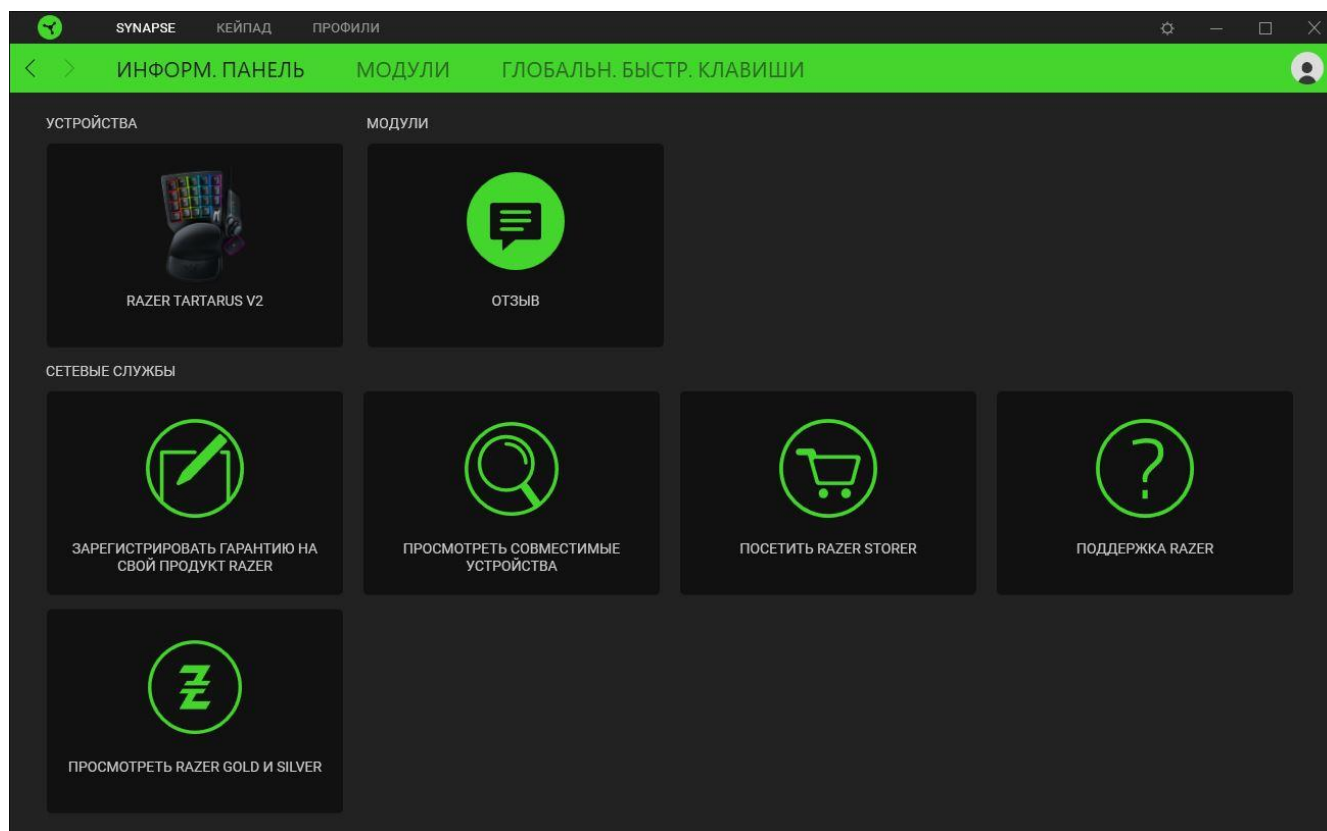 SYNAPSE КЕЙПАД ПРОФИЛИ
ИНФОРМ. ПАНЕЛЬ МОДУЛИ ГЛОБАЛЬН. БЫСТР. КЛАВИШИ
УСТРОЙСТВА МОДУЛИ
RAZER TARTARUS V2 ОТЗЫВ
СЕТЕВЫЕ СЛУЖБЫ
ЗАРЕГИСТРИРОВАТЬ ГАРАНТИЮ НА
СВОЙ ПРОДУКТ RAZER
ПРОСМОТРЕТЬ СОВМЕСТИМЫЕ
УСТРОЙСТВА
ПОСЕТИТЬ RAZER STORER
ПОДДЕРЖКА RAZER
ПРОСМОТРЕТЬ RAZER GOLD И SILVER